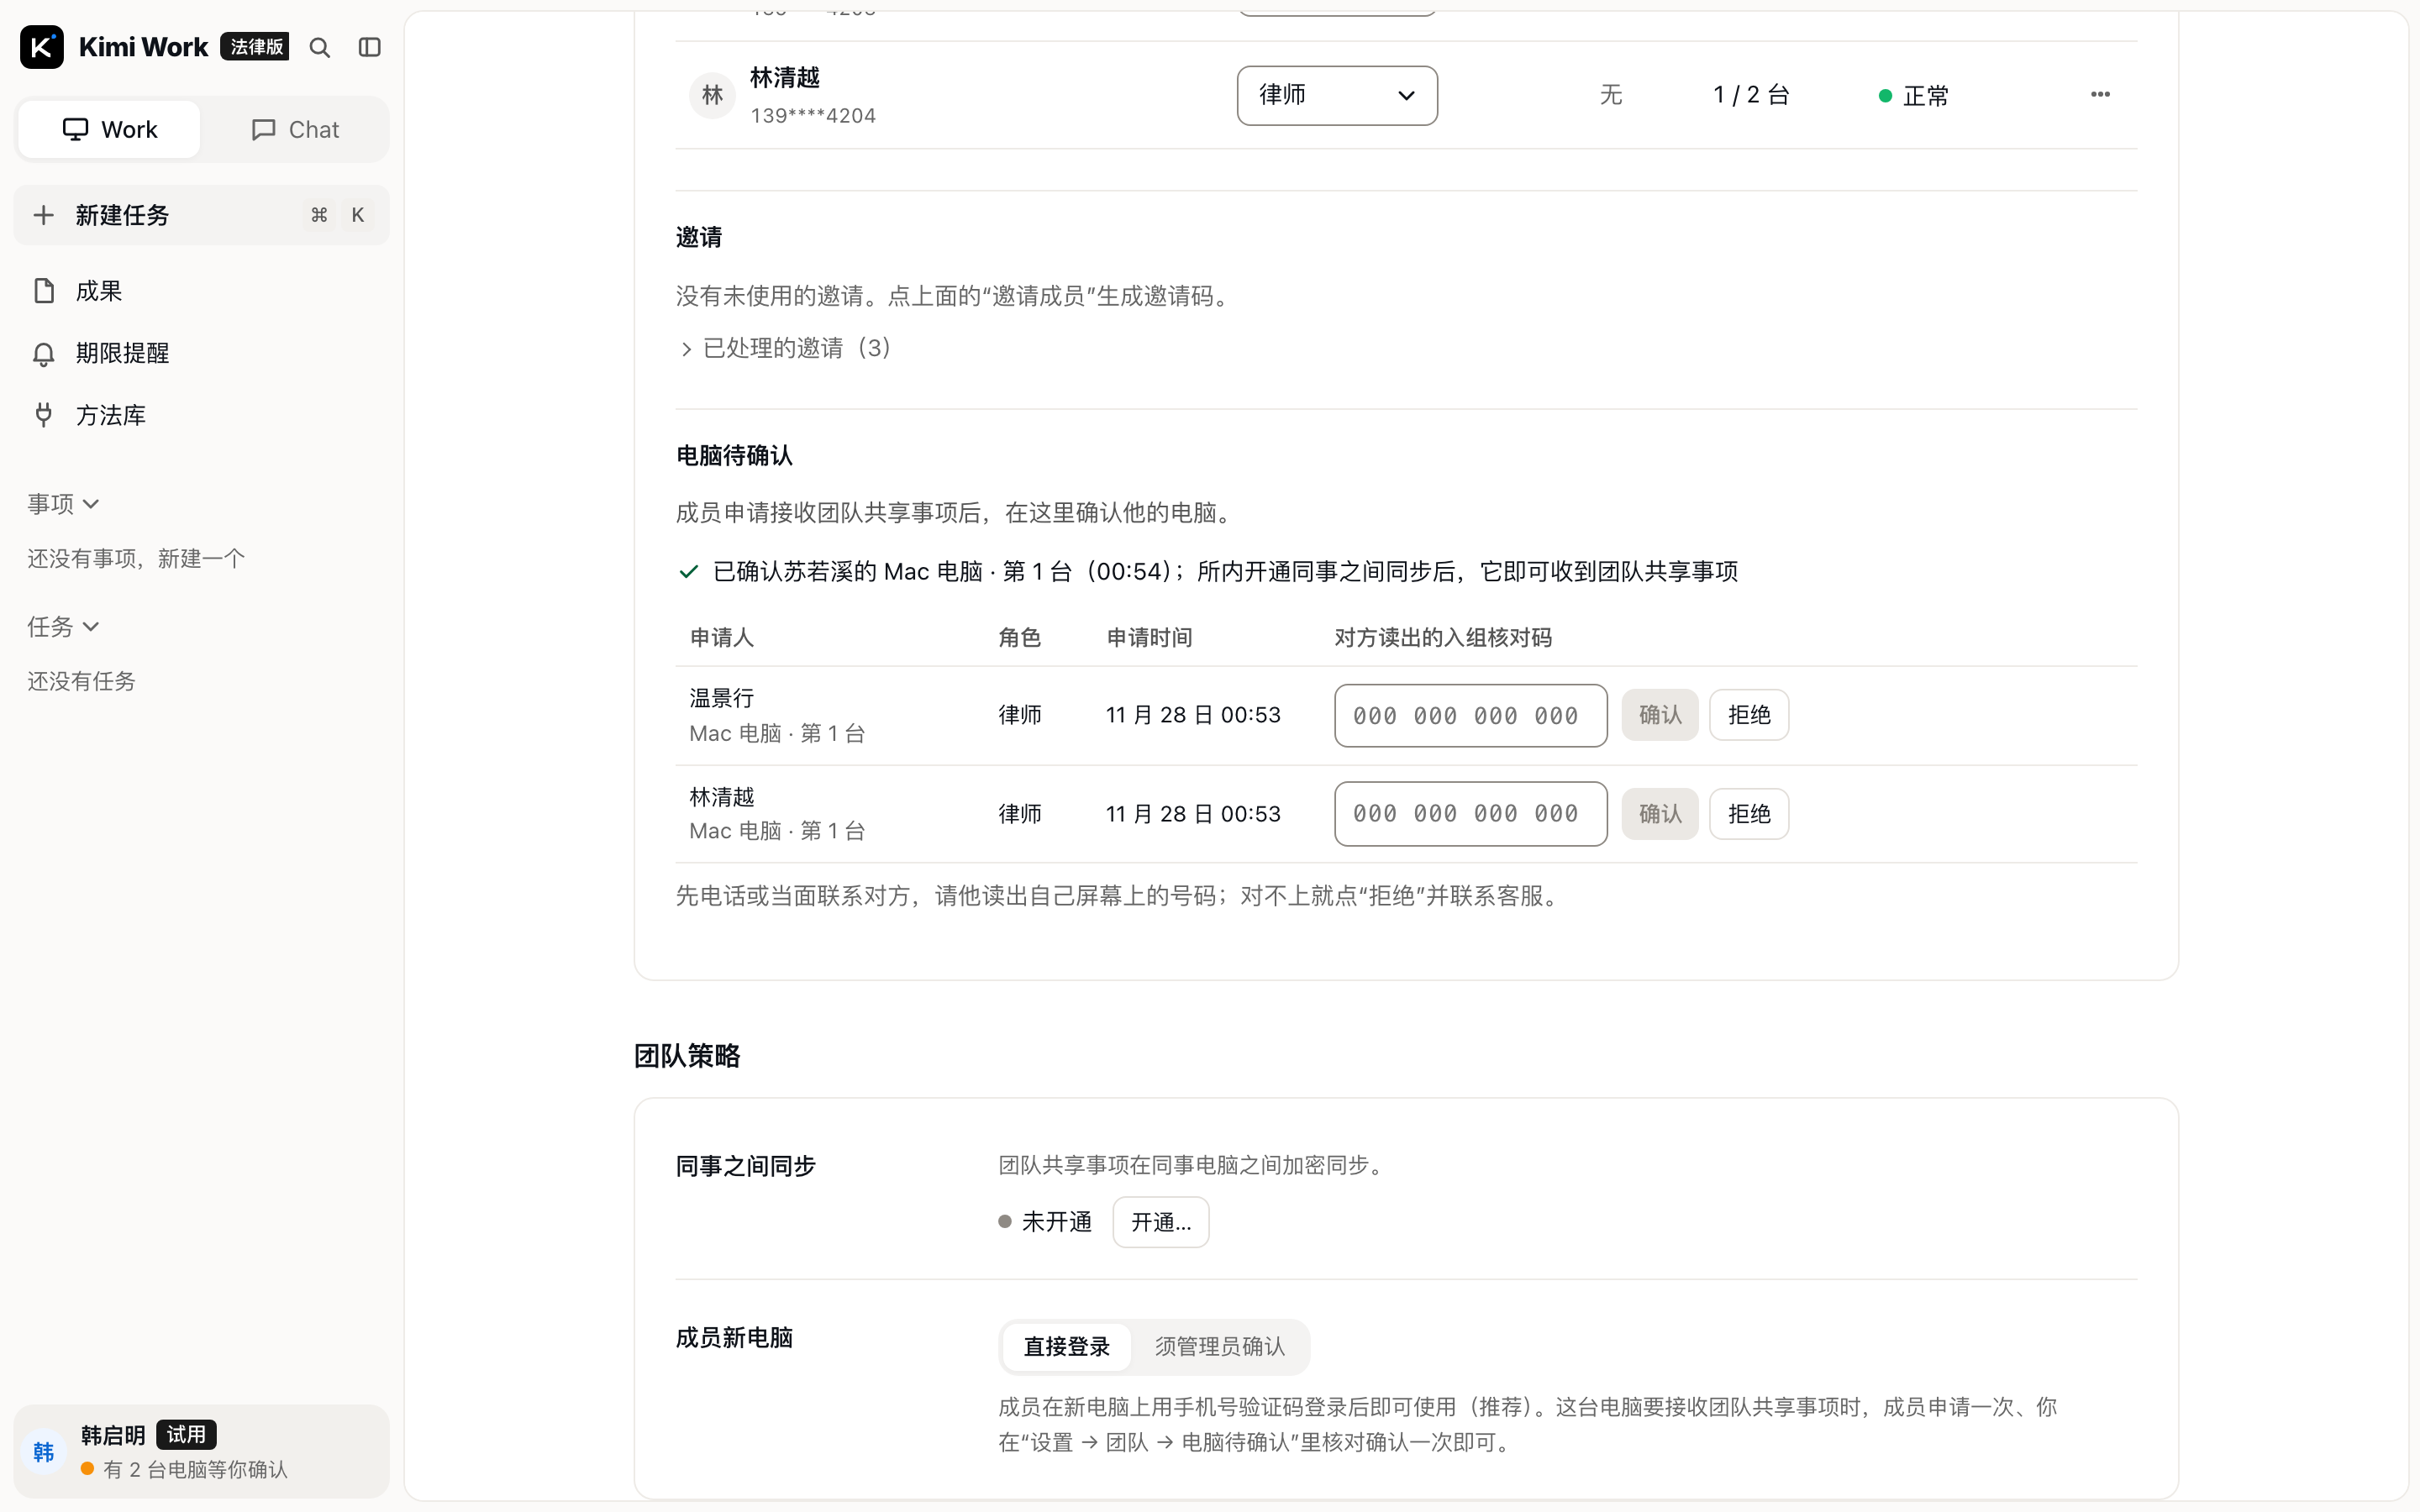 Kimi Work 法律版
Work
Chat
新建任务 ⌘ K
成果
期限提醒
方法库
事项
还没有事项，新建一个
任务
还没有任务
韩 韩启明 试用
有 2 台电脑等你确认
林 林清越
139****4204
律师
无
1 / 2 台
正常
邀请
没有未使用的邀请。点上面的“邀请成员”生成邀请码。
已处理的邀请（3）
电脑待确认
成员申请接收团队共享事项后，在这里确认他的电脑。
已确认苏若溪的 Mac 电脑 · 第 1 台（00:54）；所内开通同事之间同步后，它即可收到团队共享事项
申请人 角色 申请时间 对方读出的入组核对码
温景行
Mac 电脑 · 第 1 台
律师 11 月 28 日 00:53 000 000 000 000 确认 拒绝
林清越
Mac 电脑 · 第 1 台
律师 11 月 28 日 00:53 000 000 000 000 确认 拒绝
先电话或当面联系对方，请他读出自己屏幕上的号码；对不上就点“拒绝”并联系客服。
团队策略
同事之间同步
团队共享事项在同事电脑之间加密同步。
未开通 开通...
成员新电脑
直接登录 须管理员确认
成员在新电脑上用手机号验证码登录后即可使用（推荐）。这台电脑要接收团队共享事项时，成员申请一次、你
在“设置 → 团队 → 电脑待确认”里核对确认一次即可。